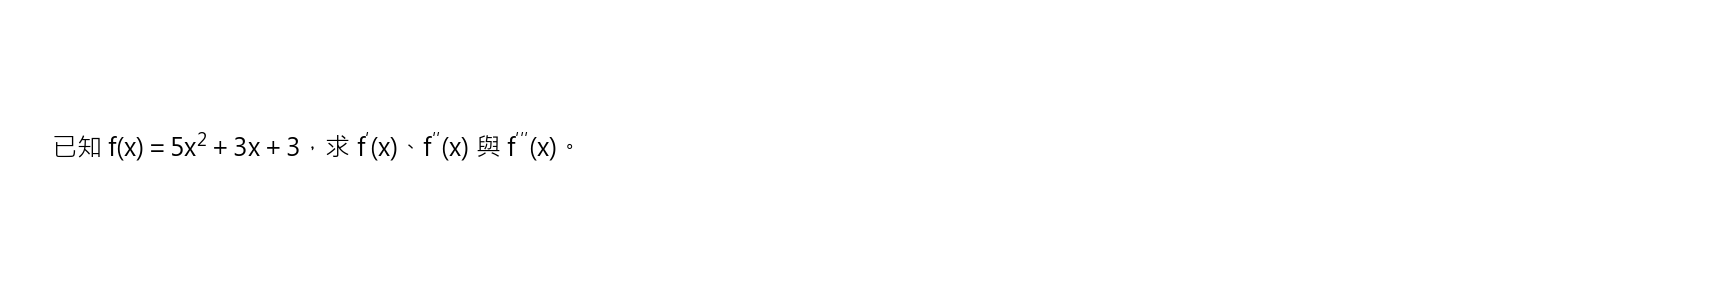 已知 f(x) = 5x² + 3x + 3，求 f′(x)、f′′(x) 與 f′′′(x)。